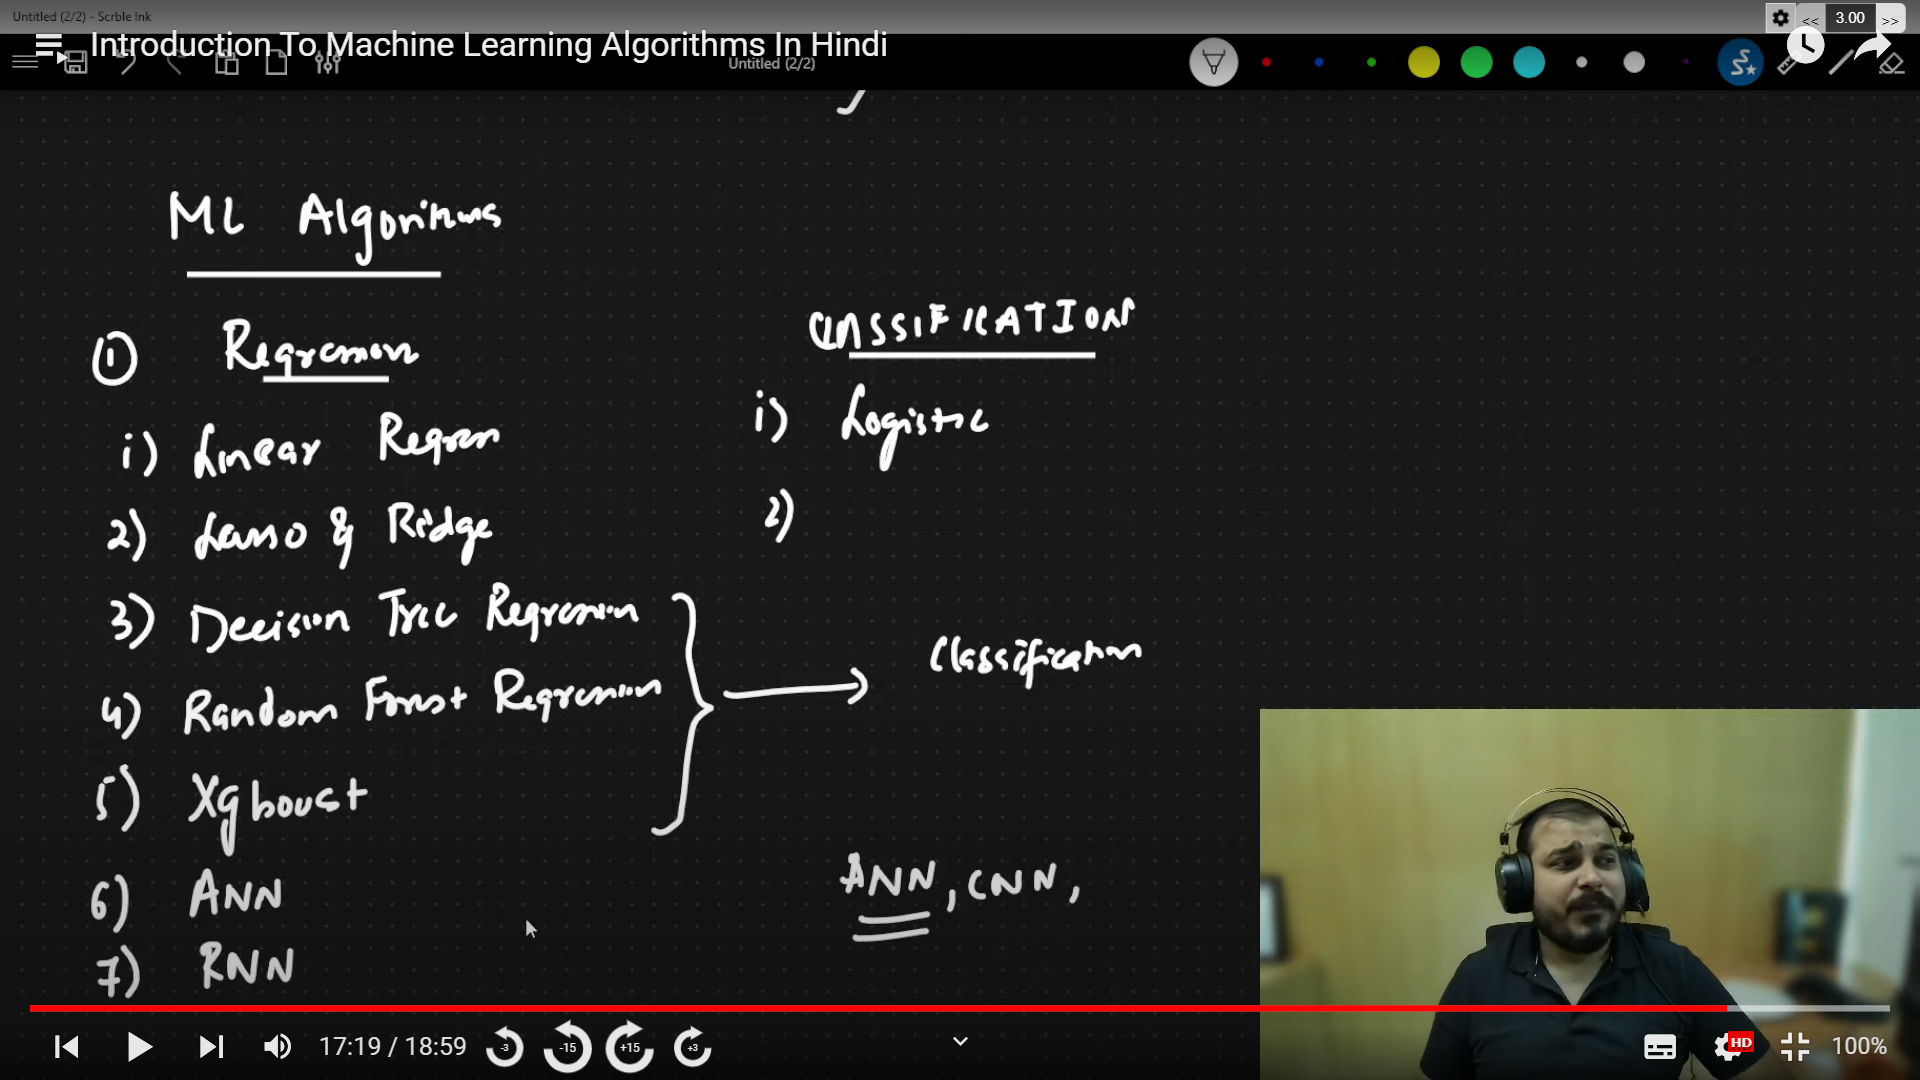 Untitled (2/2) - Scrble Ink
<< 3.00 >>
Introduction To Machine Learning Algorithms In Hindi
Untitled (2/2)
ML Algorithms
① Regression
i) Linear Regression
2) Lasso & Ridge
3) Decision Tree Regression
4) Random Forest Regression
5) Xgboost
6) ANN
7) RNN
CLASSIFICATION
i) Logistic
2)
Classification
ANN, CNN,
17:19 / 18:59
-3
-15
+15
+3
HD
100%